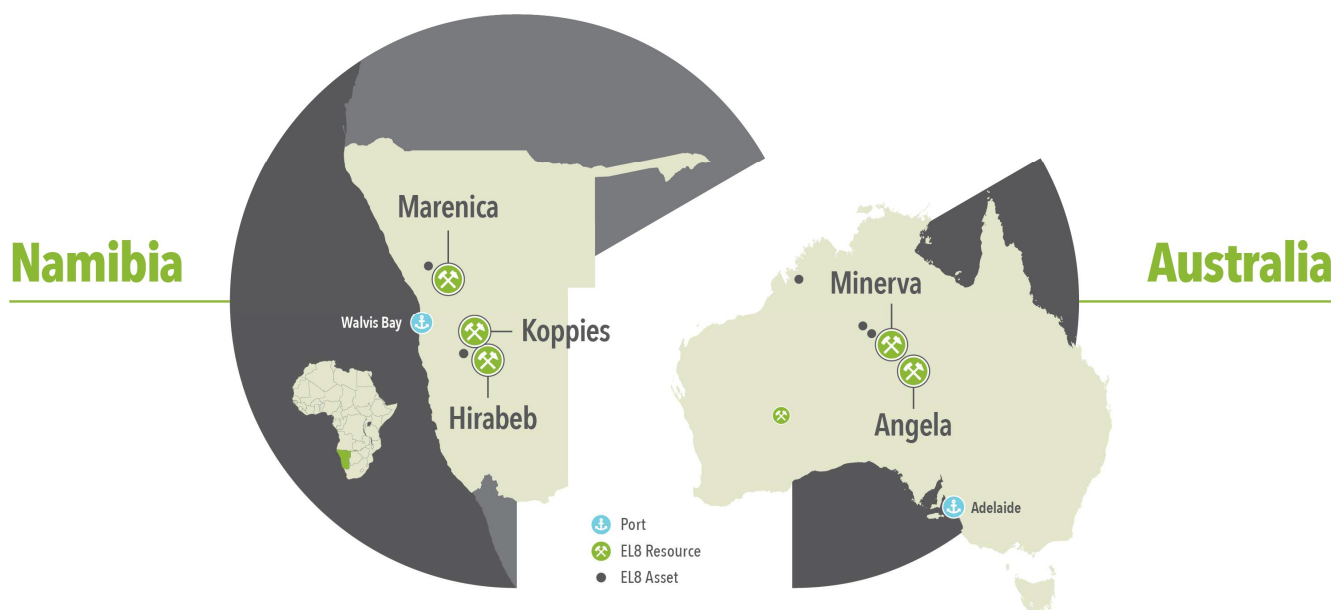 Namibia
Marenica
Walvis Bay
Koppies
Hirabeb
Australia
Minerva
Angela
Adelaide
Port
EL8 Resource
EL8 Asset